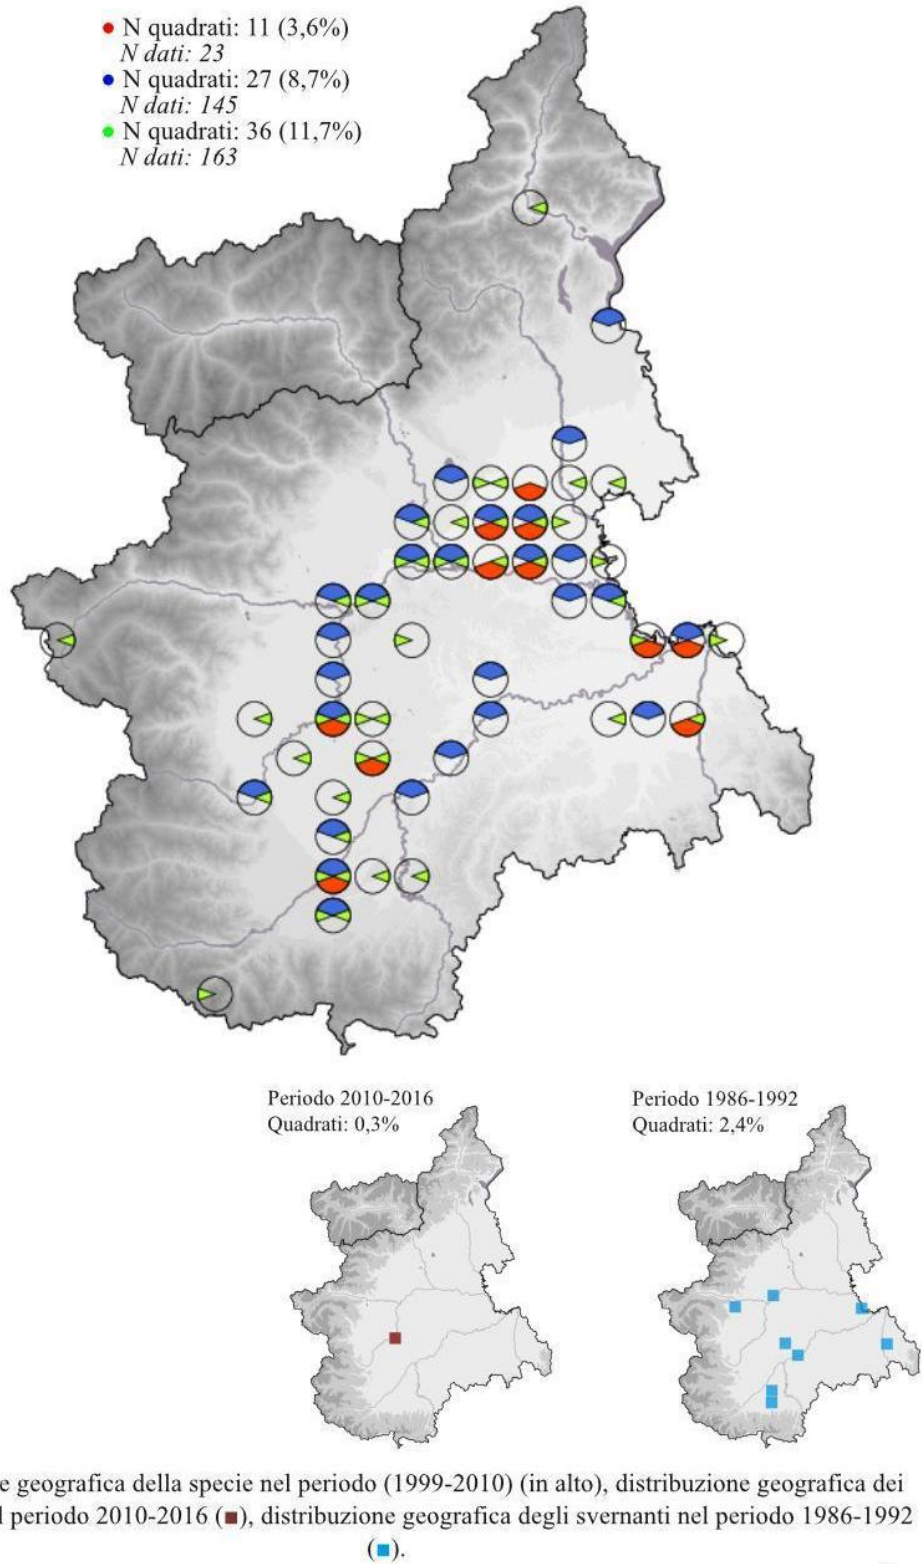 N quadrati: 11 (3,6%)
N dati: 23
N quadrati: 27 (8,7%)
N dati: 145
N quadrati: 36 (11,7%)
N dati: 163
Periodo 2010-2016
Quadrati: 0,3%
Periodo 1986-1992
Quadrati: 2,4%
e geografica della specie nel periodo (1999-2010) (in alto), distribuzione geografica dei
l periodo 2010-2016 (■), distribuzione geografica degli svernanti nel periodo 1986-1992
(■).